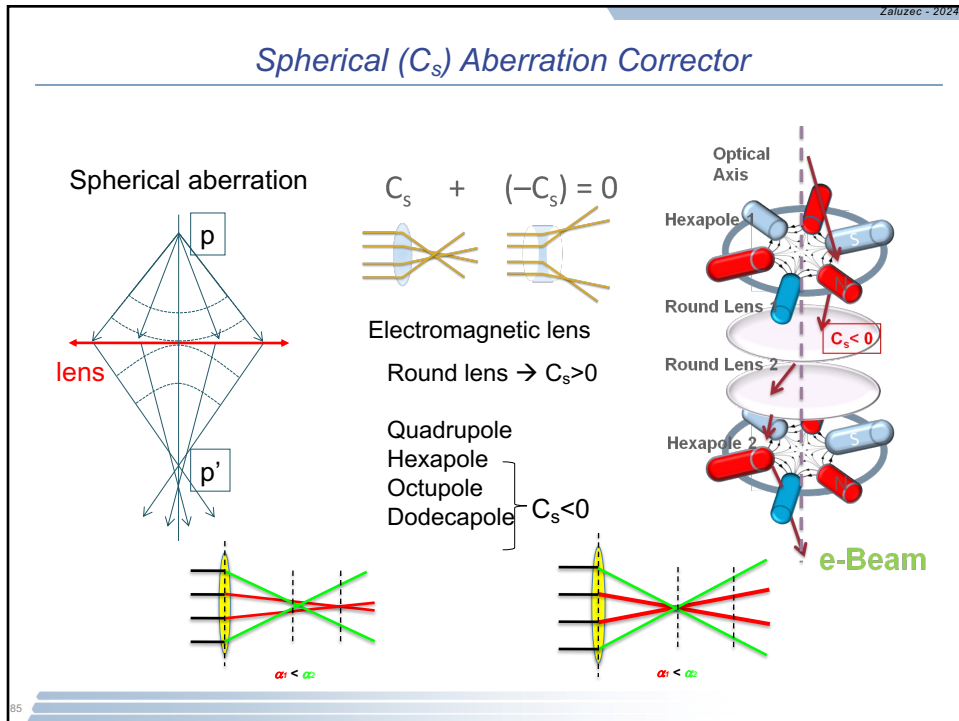 Zaluzec - 2024
Spherical (Cs) Aberration Corrector
Spherical aberration
p
lens
p'
Cs + (–Cs) = 0
Electromagnetic lens
Round lens → Cs>0
Quadrupole
Hexapole
Octupole
Dodecapole
Cs<0
Optical
Axis
Hexapole 1
S
N
Round Lens 1
Cs< 0
Round Lens 2
Hexapole 2
S
N
e-Beam
α1 < α2
α1 < α2
85